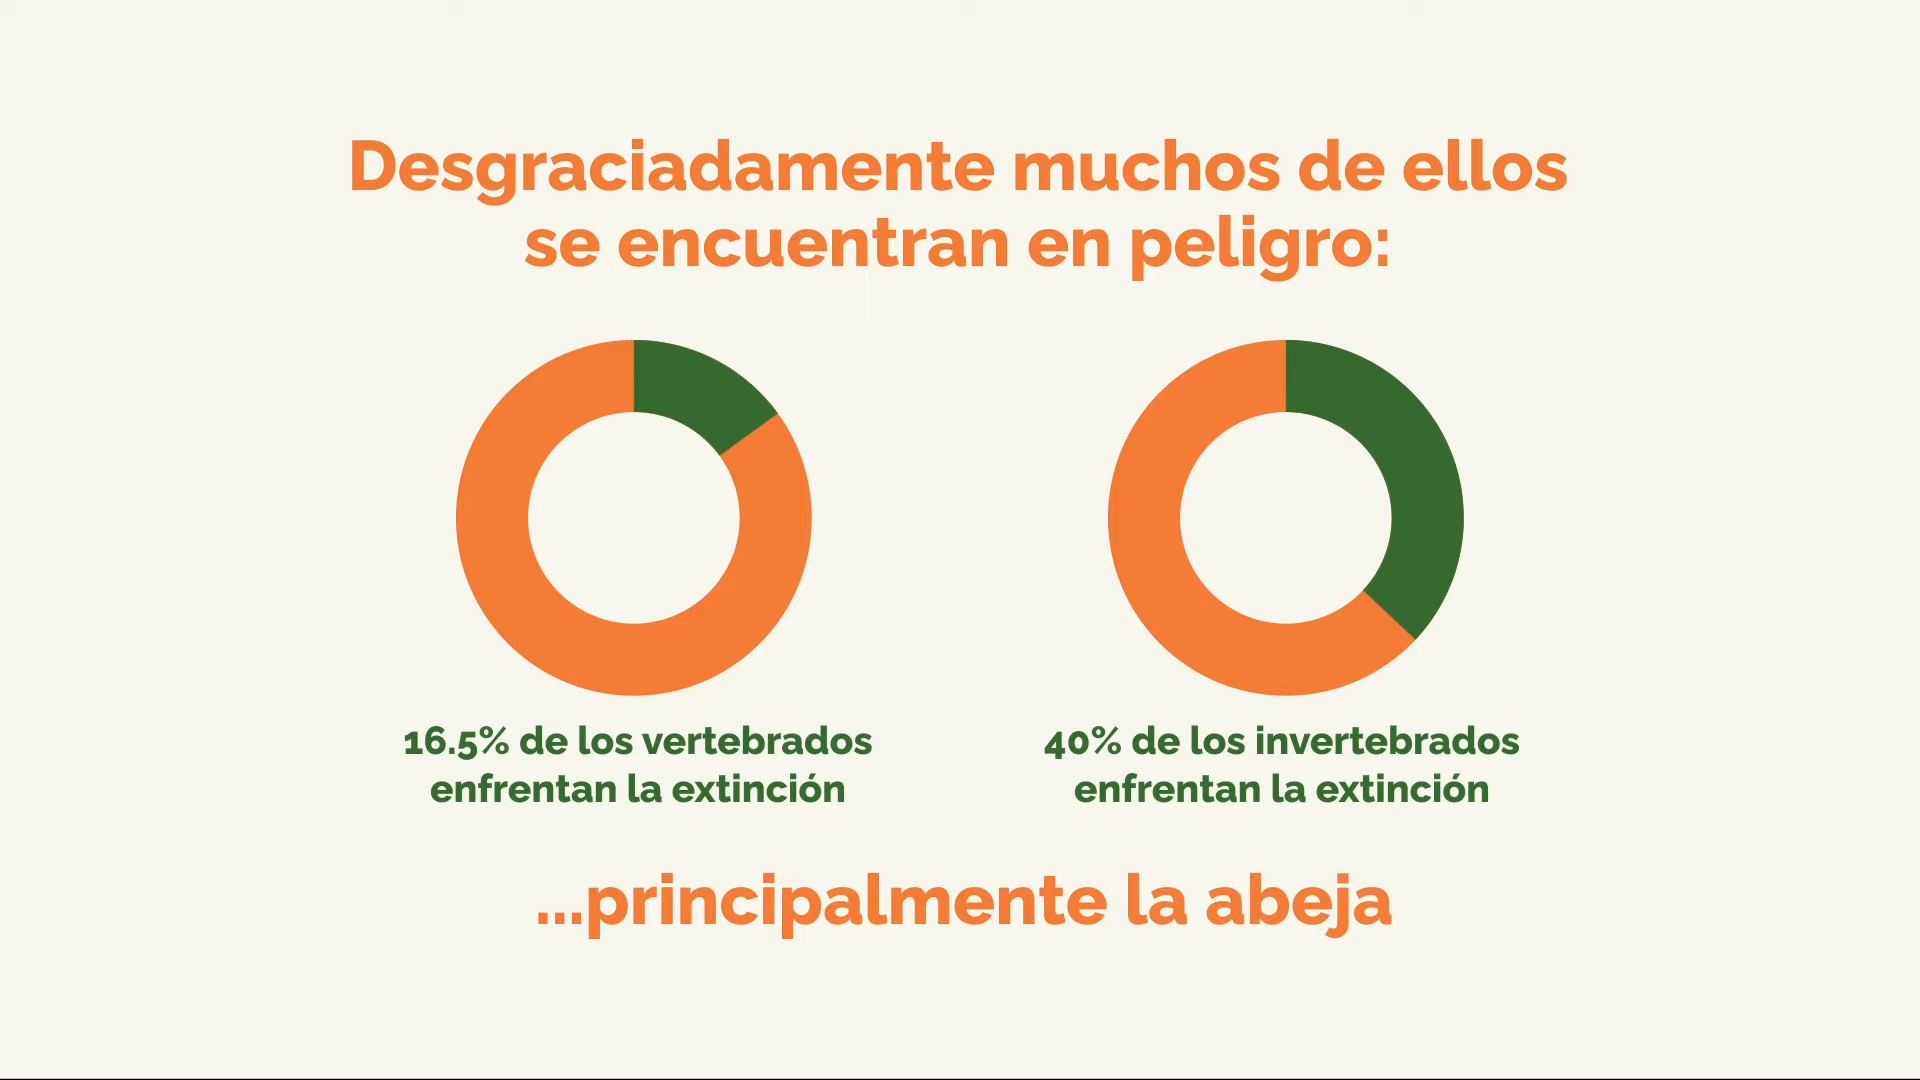 Desgraciadamente muchos de ellos
se encuentran en peligro:
16.5% de los vertebrados
enfrentan la extinción
40% de los invertebrados
enfrentan la extinción
...principalmente la abeja